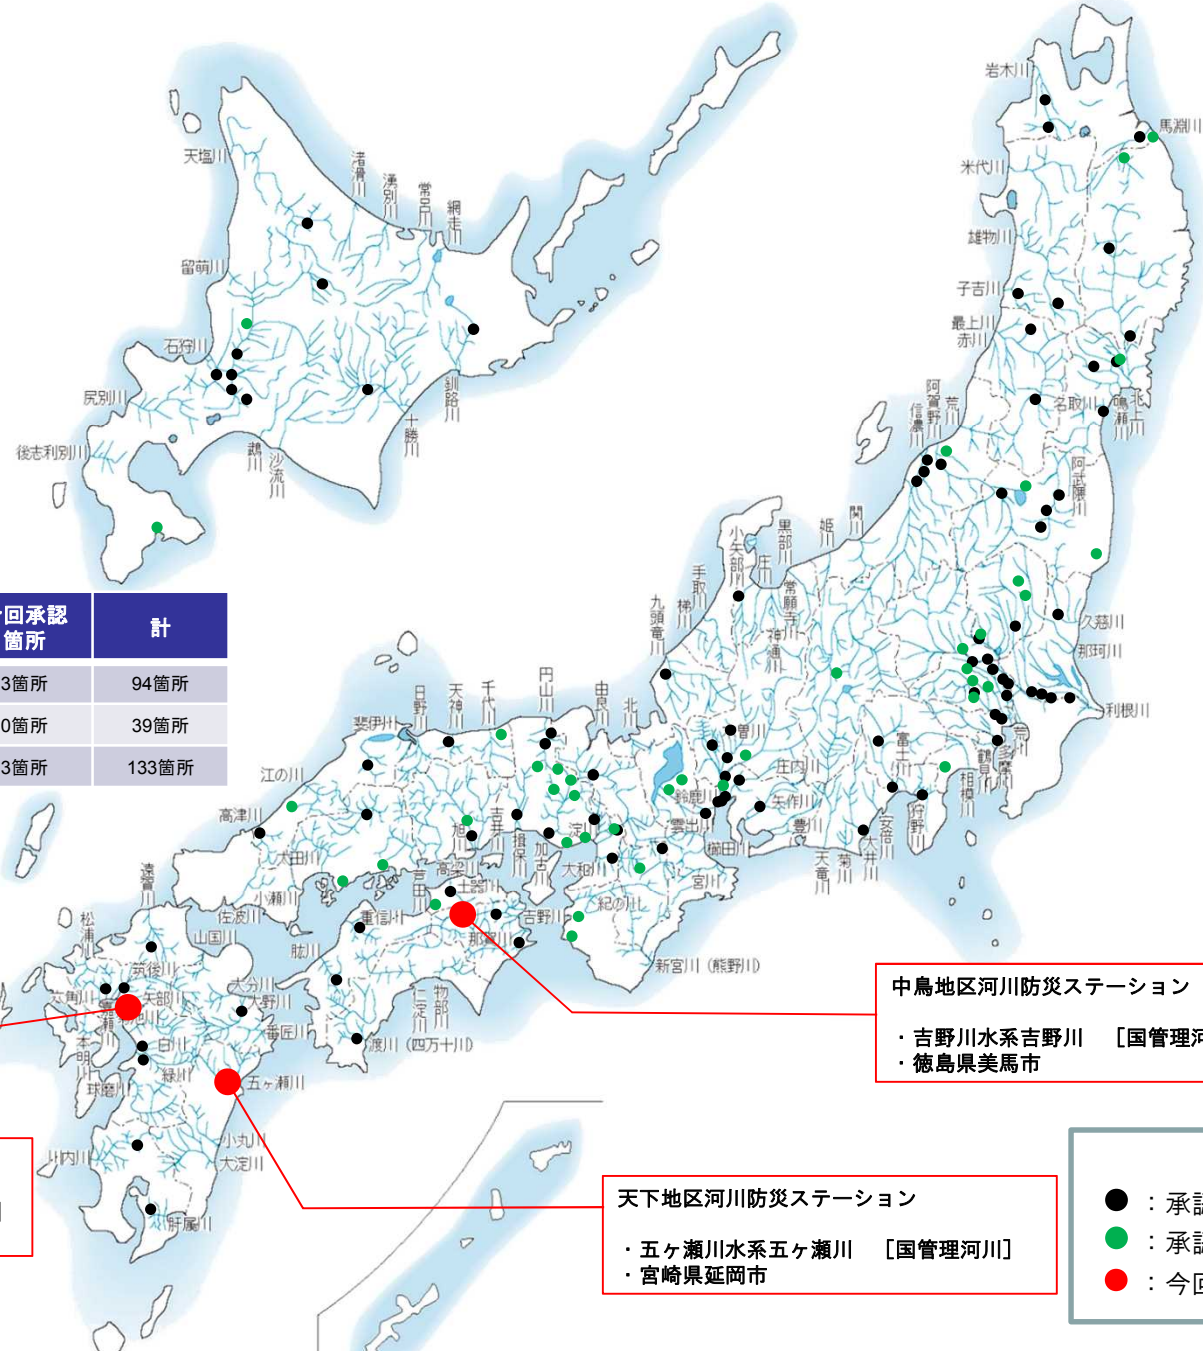 岩木川
馬淵川
米代川
雄物川
子吉川
最上川
赤川
名取川
鳴瀬川
北上川
阿武隈川
荒川
阿賀野川
信濃川
関川
姫川
黒部川
常願寺川
神通川
庄川
小矢部川
手取川
梯川
九頭竜川
久慈川
那珂川
利根川
荒川
多摩川
鶴見川
相模川
富士川
狩野川
安倍川
大井川
菊川
天竜川
豊川
矢作川
庄内川
木曽川
鈴鹿川
雲出川
櫛田川
宮川
新宮川（熊野川）
紀の川
大和川
淀川
北川
由良川
円山川
加古川
揖保川
吉井川
旭川
高梁川
芦田川
千代川
天神川
日野川
斐伊川
江の川
高津川
太田川
小瀬川
佐波川
土器川
吉野川
那賀川
重信川
肱川
物部川
仁淀川
渡川（四万十川）
遠賀川
山国川
松浦川
筑後川
六角川
嘉瀬川
矢部川
菊池川
本明川
白川
緑川
球磨川
大分川
大野川
番匠川
五ヶ瀬川
小丸川
大淀川
川内川
肝属川
天塩川
渚滑川
湧別川
常呂川
網走川
留萌川
石狩川
尻別川
後志利別川
鵡川
沙流川
十勝川
釧路川
回承認
箇所
計
3箇所
94箇所
0箇所
39箇所
3箇所
133箇所
中鳥地区河川防災ステーション
・吉野川水系吉野川　［国管理河
・徳島県美馬市
天下地区河川防災ステーション
・五ヶ瀬川水系五ヶ瀬川　［国管理河川］
・宮崎県延岡市
：承認
：承認
：今回